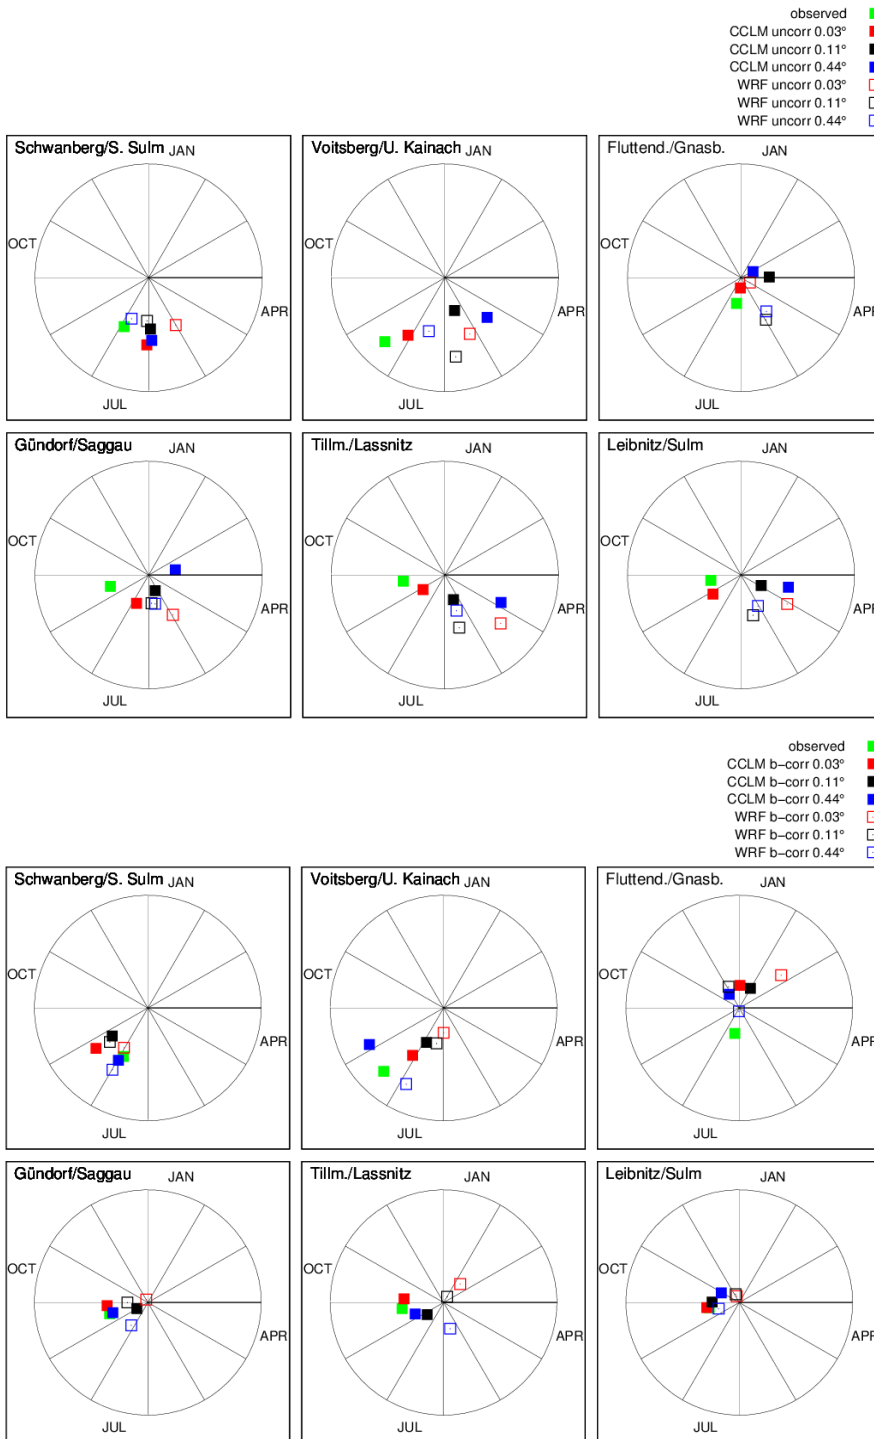 observed
CCLM uncorr 0.03°
CCLM uncorr 0.11°
CCLM uncorr 0.44°
WRF uncorr 0.03°
WRF uncorr 0.11°
WRF uncorr 0.44°
Schwanberg/S. Sulm
JAN
OCT
APR
JUL
Voitsberg/U. Kainach
JAN
OCT
APR
JUL
Fluttend./Gnasb.
JAN
OCT
APR
JUL
Gündorf/Saggau
JAN
OCT
APR
JUL
Tillm./Lassnitz
JAN
OCT
APR
JUL
Leibnitz/Sulm
JAN
OCT
APR
JUL
observed
CCLM b-corr 0.03°
CCLM b-corr 0.11°
CCLM b-corr 0.44°
WRF b-corr 0.03°
WRF b-corr 0.11°
WRF b-corr 0.44°
Schwanberg/S. Sulm
JAN
OCT
APR
JUL
Voitsberg/U. Kainach
JAN
OCT
APR
JUL
Fluttend./Gnasb.
JAN
OCT
APR
JUL
Gündorf/Saggau
JAN
OCT
APR
JUL
Tillm./Lassnitz
JAN
OCT
APR
JUL
Leibnitz/Sulm
JAN
OCT
APR
JUL